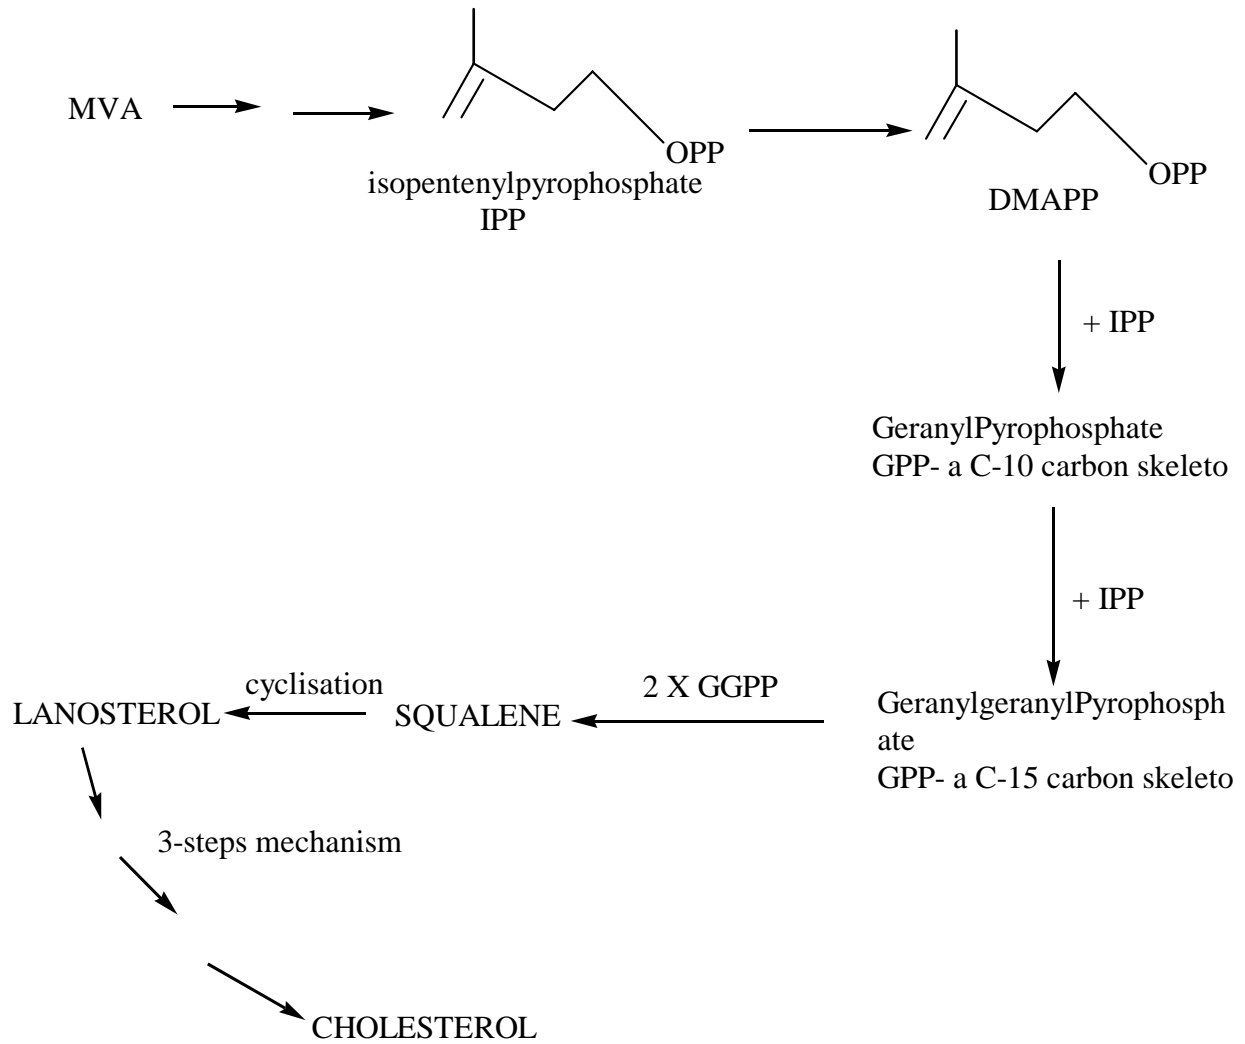 MVA
OPP
isopentenylpyrophosphate
IPP
OPP
DMAPP
+ IPP
GeranylPyrophosphate
GPP- a C-10 carbon skeleto
+ IPP
GeranylgeranylPyrophosph
ate
GPP- a C-15 carbon skeleto
2 X GGPP
SQUALENE
cyclisation
LANOSTEROL
3-steps mechanism
CHOLESTEROL